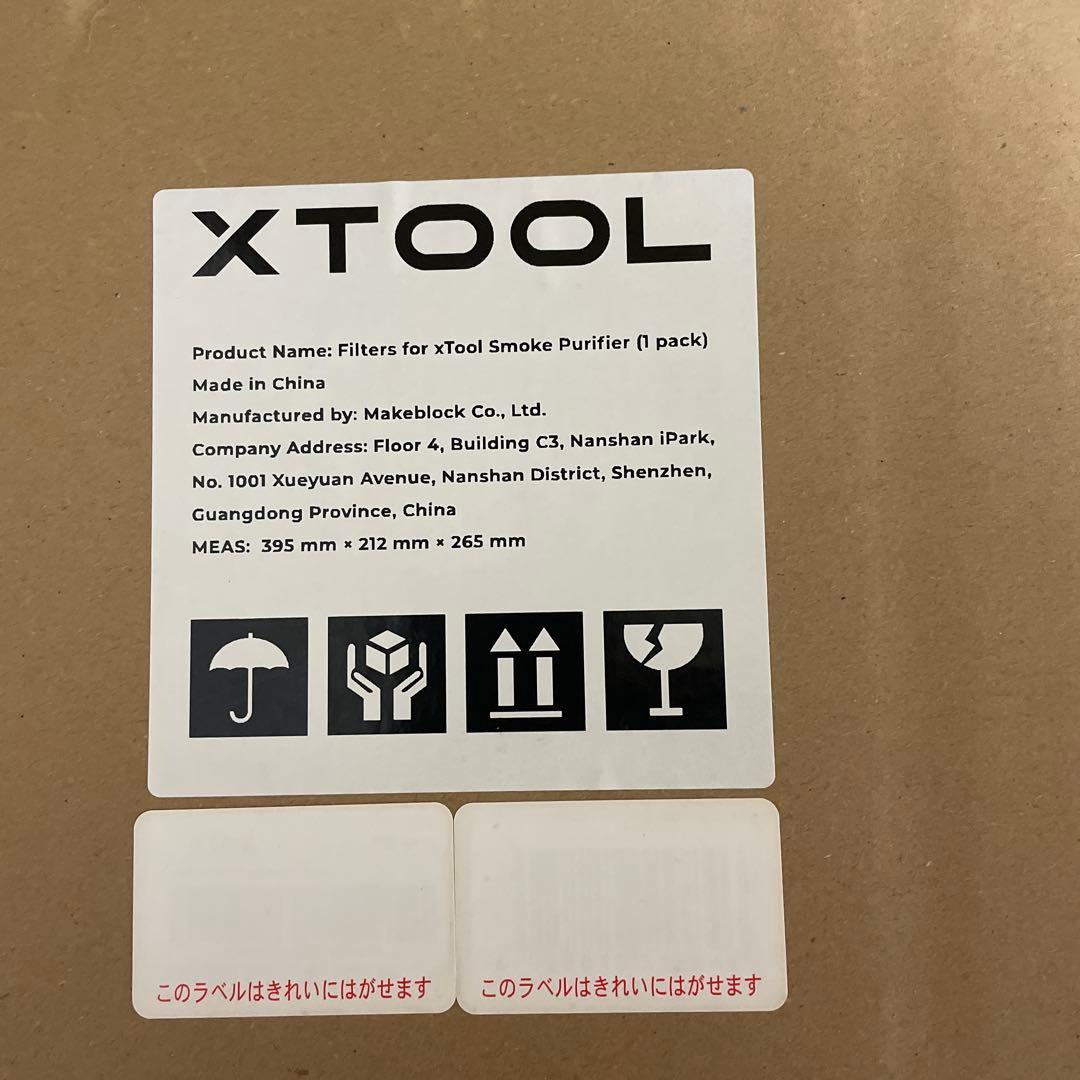 XTOOL
Product Name: Filters for xTool Smoke Purifier (1 pack)
Made in China
Manufactured by: Makeblock Co., Ltd.
Company Address: Floor 4, Building C3, Nanshan iPark,
No. 1001 Xueyuan Avenue, Nanshan District, Shenzhen,
Guangdong Province, China
MEAS: 395 mm × 212 mm × 265 mm
このラベルはきれいにはがせます
このラベルはきれいにはがせます